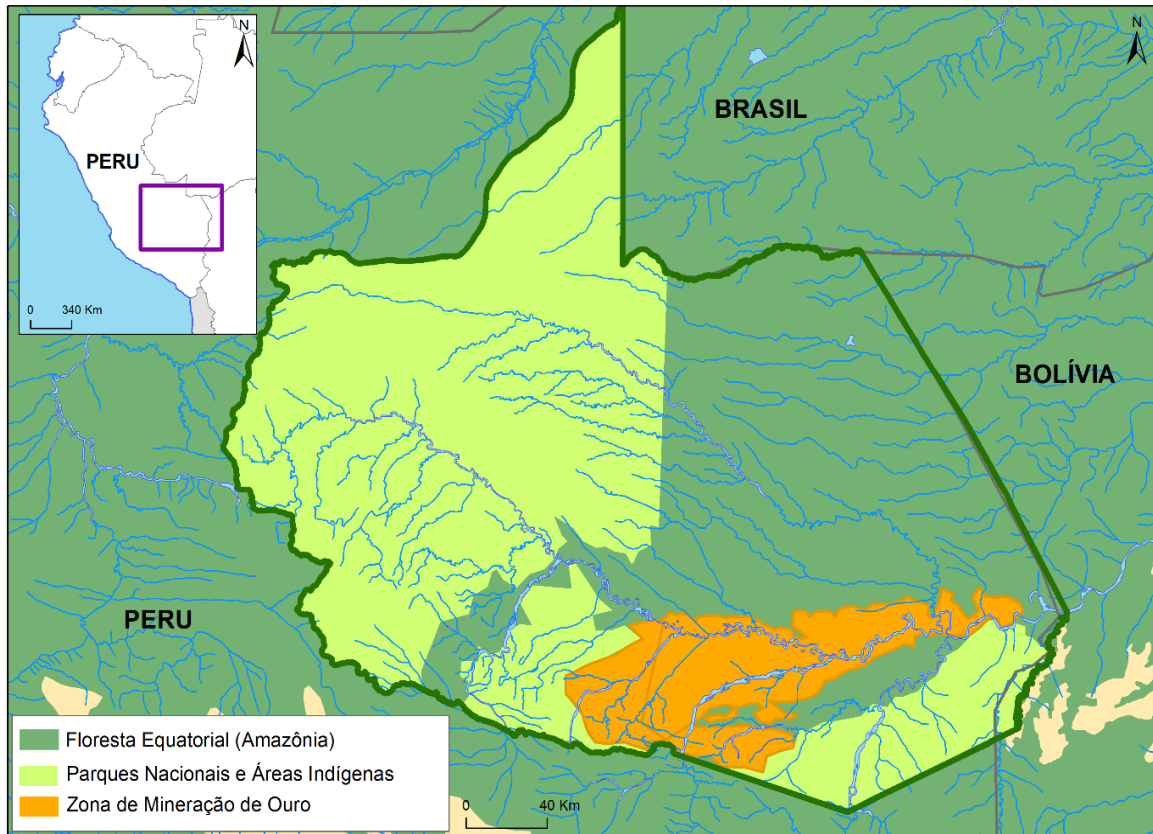 N
PERU
0 340 Km
N
BRASIL
BOLÍVIA
PERU
Floresta Equatorial (Amazônia)
Parques Nacionais e Áreas Indígenas
Zona de Mineração de Ouro
0 40 Km